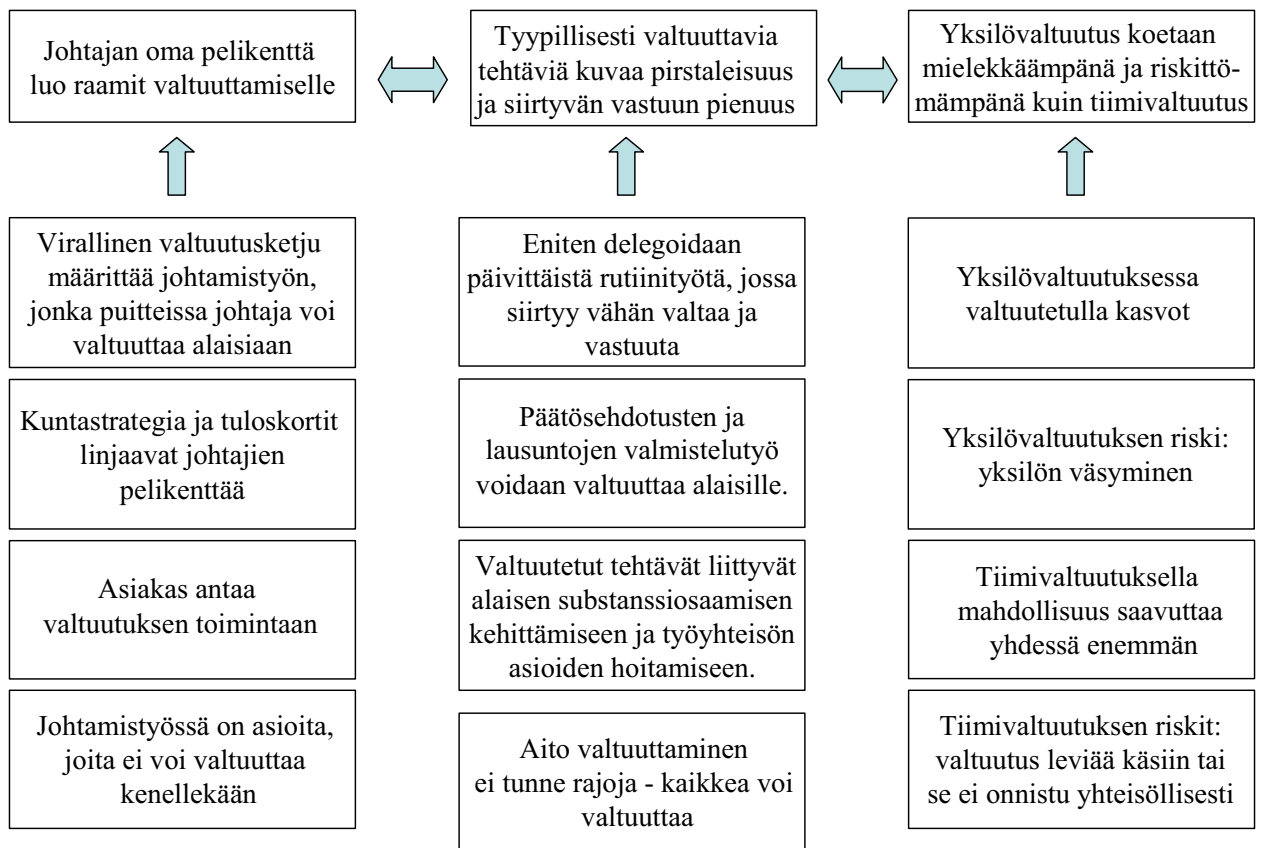 Johtajan oma pelikenttä
luo raamit valtuuttamiselle
Tyypillisesti valtuuttavia
tehtäviä kuvaa pirstaleisuus
ja siirtyvän vastuun pienuus
Yksilövaltuutus koetaan
mielekkäämpänä ja riskittö-
mämpänä kuin tiimivaltuutus
Virallinen valtuutusketju
määrittää johtamistyön,
jonka puitteissa johtaja voi
valtuuttaa alaisiaan
Kuntastrategia ja tuloskortit
linjaavat johtajien
pelikenttää
Asiakas antaa
valtuutuksen toimintaan
Johtamistyössä on asioita,
joita ei voi valtuuttaa
kenellekään
Eniten delegoidaan
päivittäistä rutiinityötä, jossa
siirtyy vähän valtaa ja
vastuuta
Päätösehdotusten ja
lausuntojen valmistelutyö
voidaan valtuuttaa alaisille.
Valtuutetut tehtävät liittyvät
alaisen substanssiosaamisen
kehittämiseen ja työyhteisön
asioiden hoitamiseen.
Aito valtuuttaminen
ei tunne rajoja - kaikkea voi
valtuuttaa
Yksilövaltuutuksessa
valtuutetulla kasvot
Yksilövaltuutuksen riski:
yksilön väsyminen
Tiimivaltuutuksella
mahdollisuus saavuttaa
yhdessä enemmän
Tiimivaltuutuksen riskit:
valtuutus leviää käsiin tai
se ei onnistu yhteisöllisesti